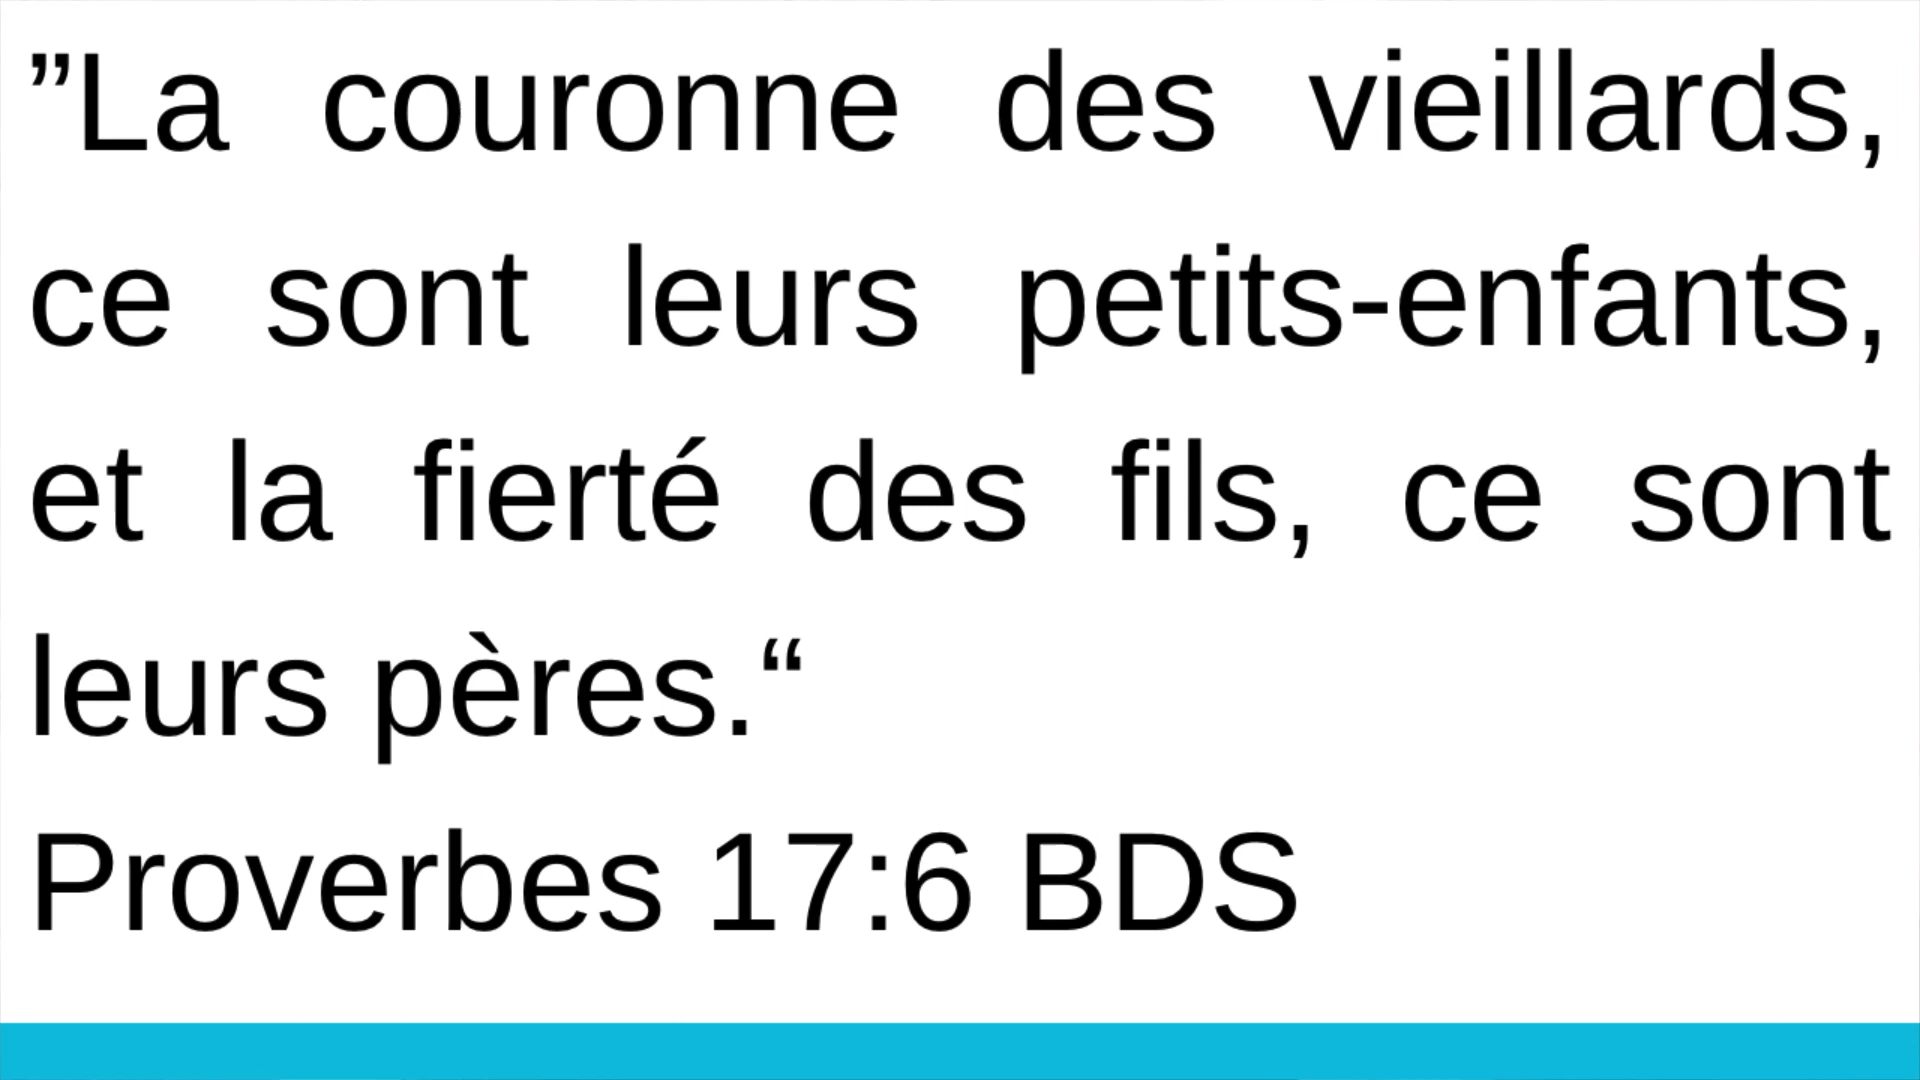 ”La couronne des vieillards,
ce sont leurs petits-enfants,
et la fierté des fils, ce sont
leurs pères.“
Proverbes 17:6 BDS